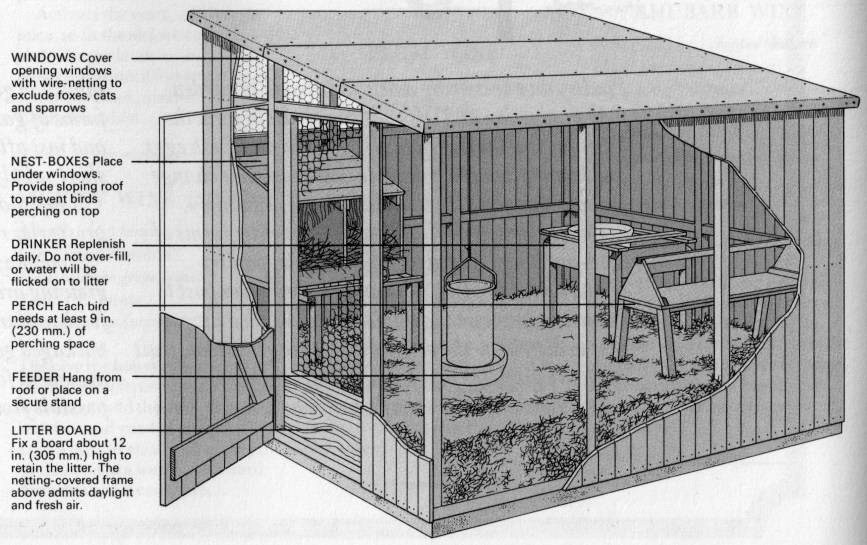 WINDOWS Cover
opening windows
with wire-netting to
exclude foxes, cats
and sparrows
NEST-BOXES Place
under windows.
Provide sloping roof
to prevent birds
perching on top
DRINKER Replenish
daily. Do not over-fill,
or water will be
flicked on to litter
PERCH Each bird
needs at least 9 in.
(230 mm.) of
perching space
FEEDER Hang from
roof or place on a
secure stand
LITTER BOARD
Fix a board about 12
in. (305 mm.) high to
retain the litter. The
netting-covered frame
above admits daylight
and fresh air.